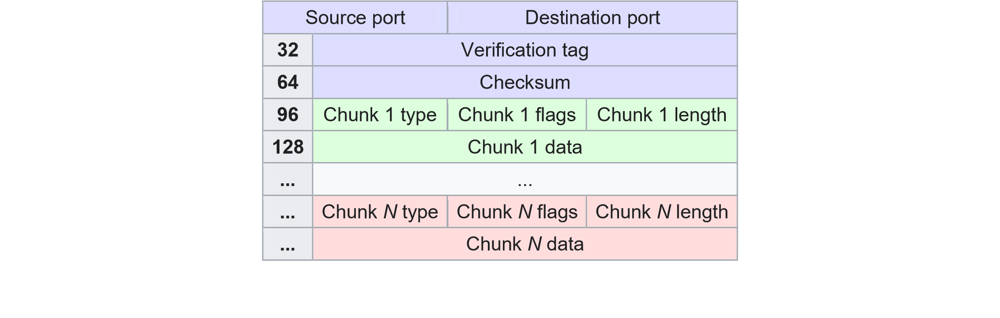 Source port Destination port
32 Verification tag
64 Checksum
96 Chunk 1 type Chunk 1 flags Chunk 1 length
128 Chunk 1 data
... ...
... Chunk N type Chunk N flags Chunk N length
... Chunk N data